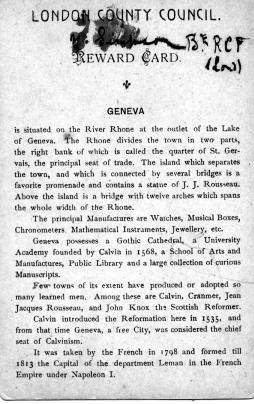 LONDON COUNTY COUNCIL.
REWARD CARD.
GENEVA
is situated on the River Rhone at the outlet of the Lake
of Geneva. The Rhone divides the town in two parts,
the right bank of which is called the quarter of St. Ger-
vais, the principal seat of trade. The island which separates
the town, and which is connected by several bridges is a
favorite promenade and contains a statue of J. J. Rousseau.
Above the island is a bridge with twelve arches which spans
the whole width of the Rhone.
The principal Manufactures are Watches, Musical Boxes,
Chronometers, Mathematical Instruments, Jewellery, etc.
Geneva possesses a Gothic Cathedral, a University
Academy founded by Calvin in 1568, a School of Arts and
Manufactures, Public Library and a large collection of curious
Manuscripts.
Few towns of its extent have produced or adopted so
many learned men. Among these are Calvin, Cranmer, Jean
Jacques Rousseau, and John Knox the Scottish Reformer.
Calvin introduced the Reformation here in 1535, and
from that time Geneva, a free City, was considered the chief
seat of Calvinism.
It was taken by the French in 1798 and formed till
1813 the Capital of the department Leman in the French
Empire under Napoleon I.